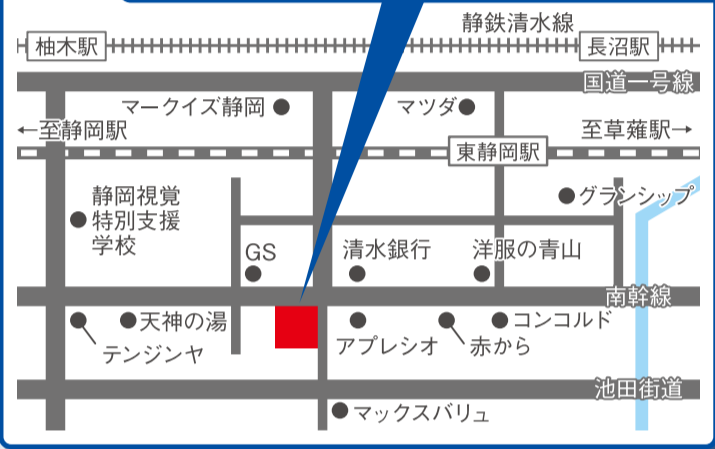 静鉄清水線
柚木駅
長沼駅
国道一号線
マークイズ静岡
マツダ
←至静岡駅
至草薙駅→
東静岡駅
静岡視覚
特別支援
学校
グランシップ
GS
清水銀行
洋服の青山
南幹線
天神の湯
コンコルド
テンジンヤ
アプレシオ
赤から
池田街道
マックスバリュ